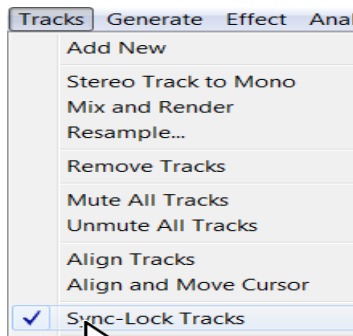 Tracks Generate Effect
Add New
Stereo Track to Mono
Mix and Render
Resample...
Remove Tracks
Mute All Tracks
Unmute All Tracks
Align Tracks
Align and Move Cursor
Sync-Lock Tracks